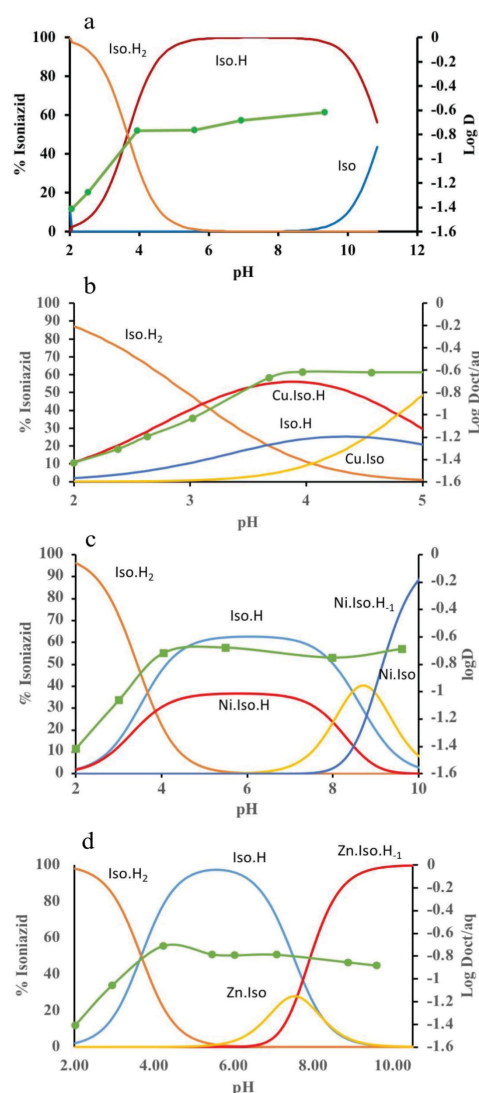 a
Iso.H2
Iso.H
Iso
% Isoniazid
100
80
60
40
20
0
0
-0.2
-0.4
-0.6
-0.8
-1
-1.2
-1.4
-1.6
Log D
2 4 6 8 10 12
pH
b
Iso.H2
Cu.Iso.H
Iso.H
Cu.Iso
% Isoniazid
100
90
80
70
60
50
40
30
20
10
0
0
-0.2
-0.4
-0.6
-0.8
-1
-1.2
-1.4
-1.6
Log Doct/aq
2 3 4 5
pH
c
Iso.H2
Iso.H
Ni.Iso.H-1
Ni.Iso
Ni.Iso.H
% Isoniazid
100
90
80
70
60
50
40
30
20
10
0
0
-0.2
-0.4
-0.6
-0.8
-1
-1.2
-1.4
-1.6
logD
2 4 6 8 10
pH
d
Iso.H2
Iso.H
Zn.Iso.H-1
Zn.Iso
% Isoniazid
100
80
60
40
20
0
0
-0.2
-0.4
-0.6
-0.8
-1
-1.2
-1.4
-1.6
Log Doct/aq
2.00 4.00 6.00 8.00 10.00
pH